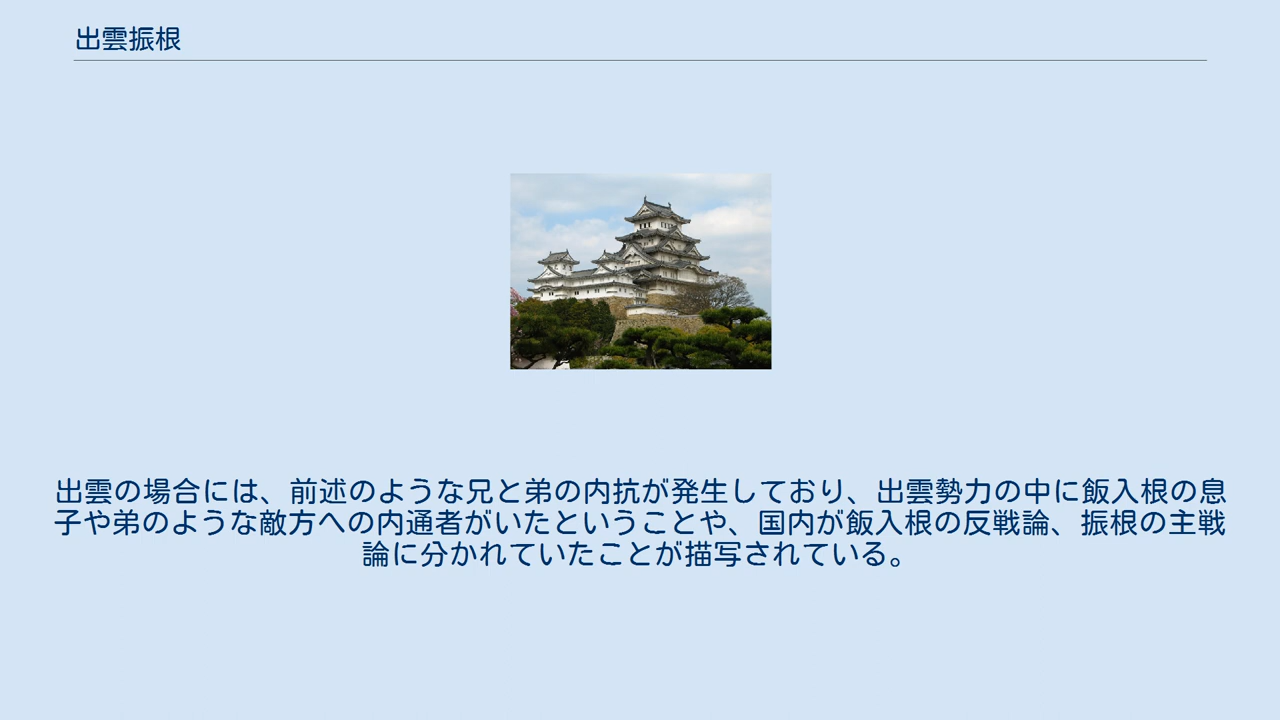 出雲振根
出雲の場合には、前述のような兄と弟の内抗が発生しており、出雲勢力の中に飯入根の息
子や弟のような敵方への内通者がいたということや、国内が飯入根の反戦論、振根の主戦
論に分かれていたことが描写されている。